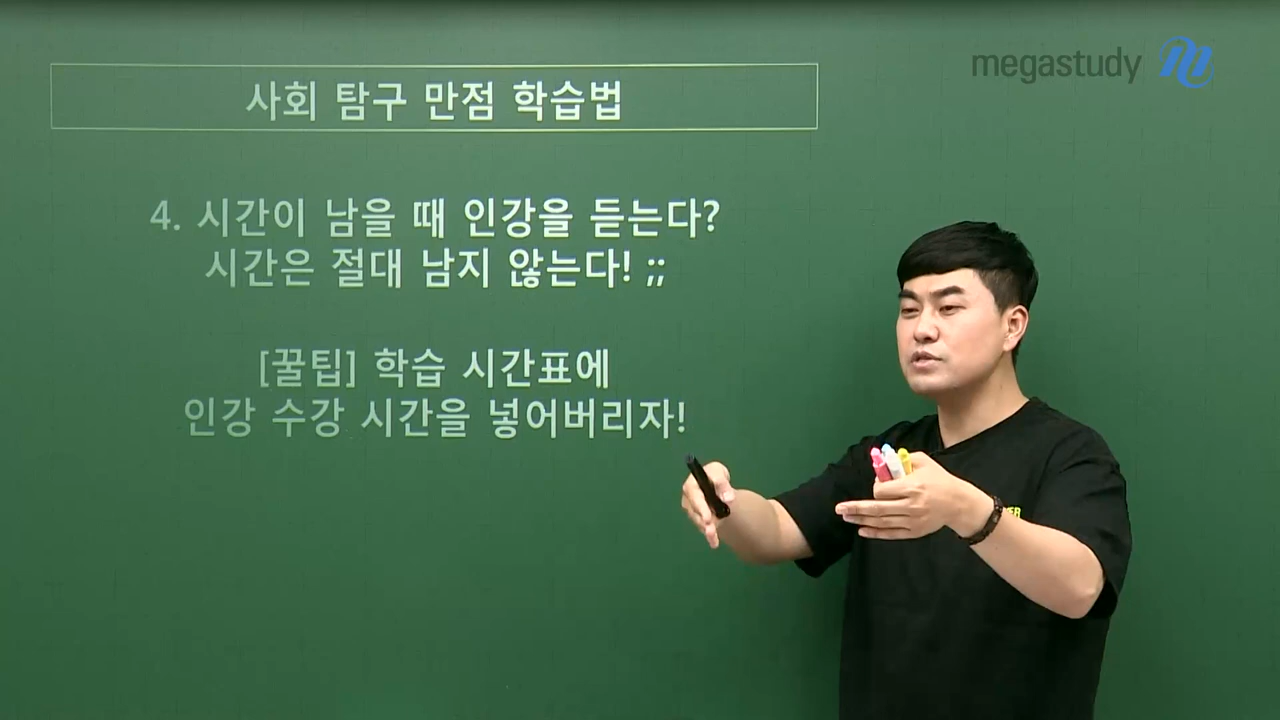 megastudy
사회 탐구 만점 학습법
4. 시간이 남을 때 인강을 듣는다?
시간은 절대 남지 않는다! ;;
[꿀팁] 학습 시간표에
인강 수강 시간을 넣어버리자!